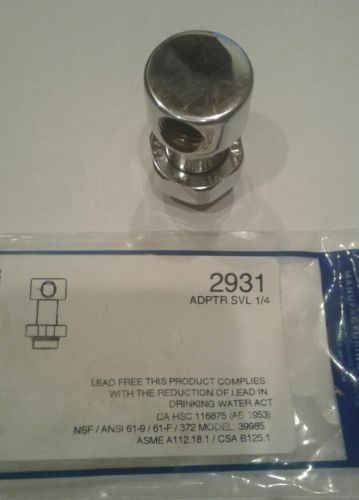 2931
ADPTR SVL 1/4
LEAD FREE THIS PRODUCT COMPLIES
WITH THE REDUCTION OF LEAD IN
DRINKING WATER ACT
CA HSC 116875 (AB 1953)
NSF / ANSI 61-9 / 61-F / 372 MODEL: 39985
ASME A112.18.1 / CSA B125.1